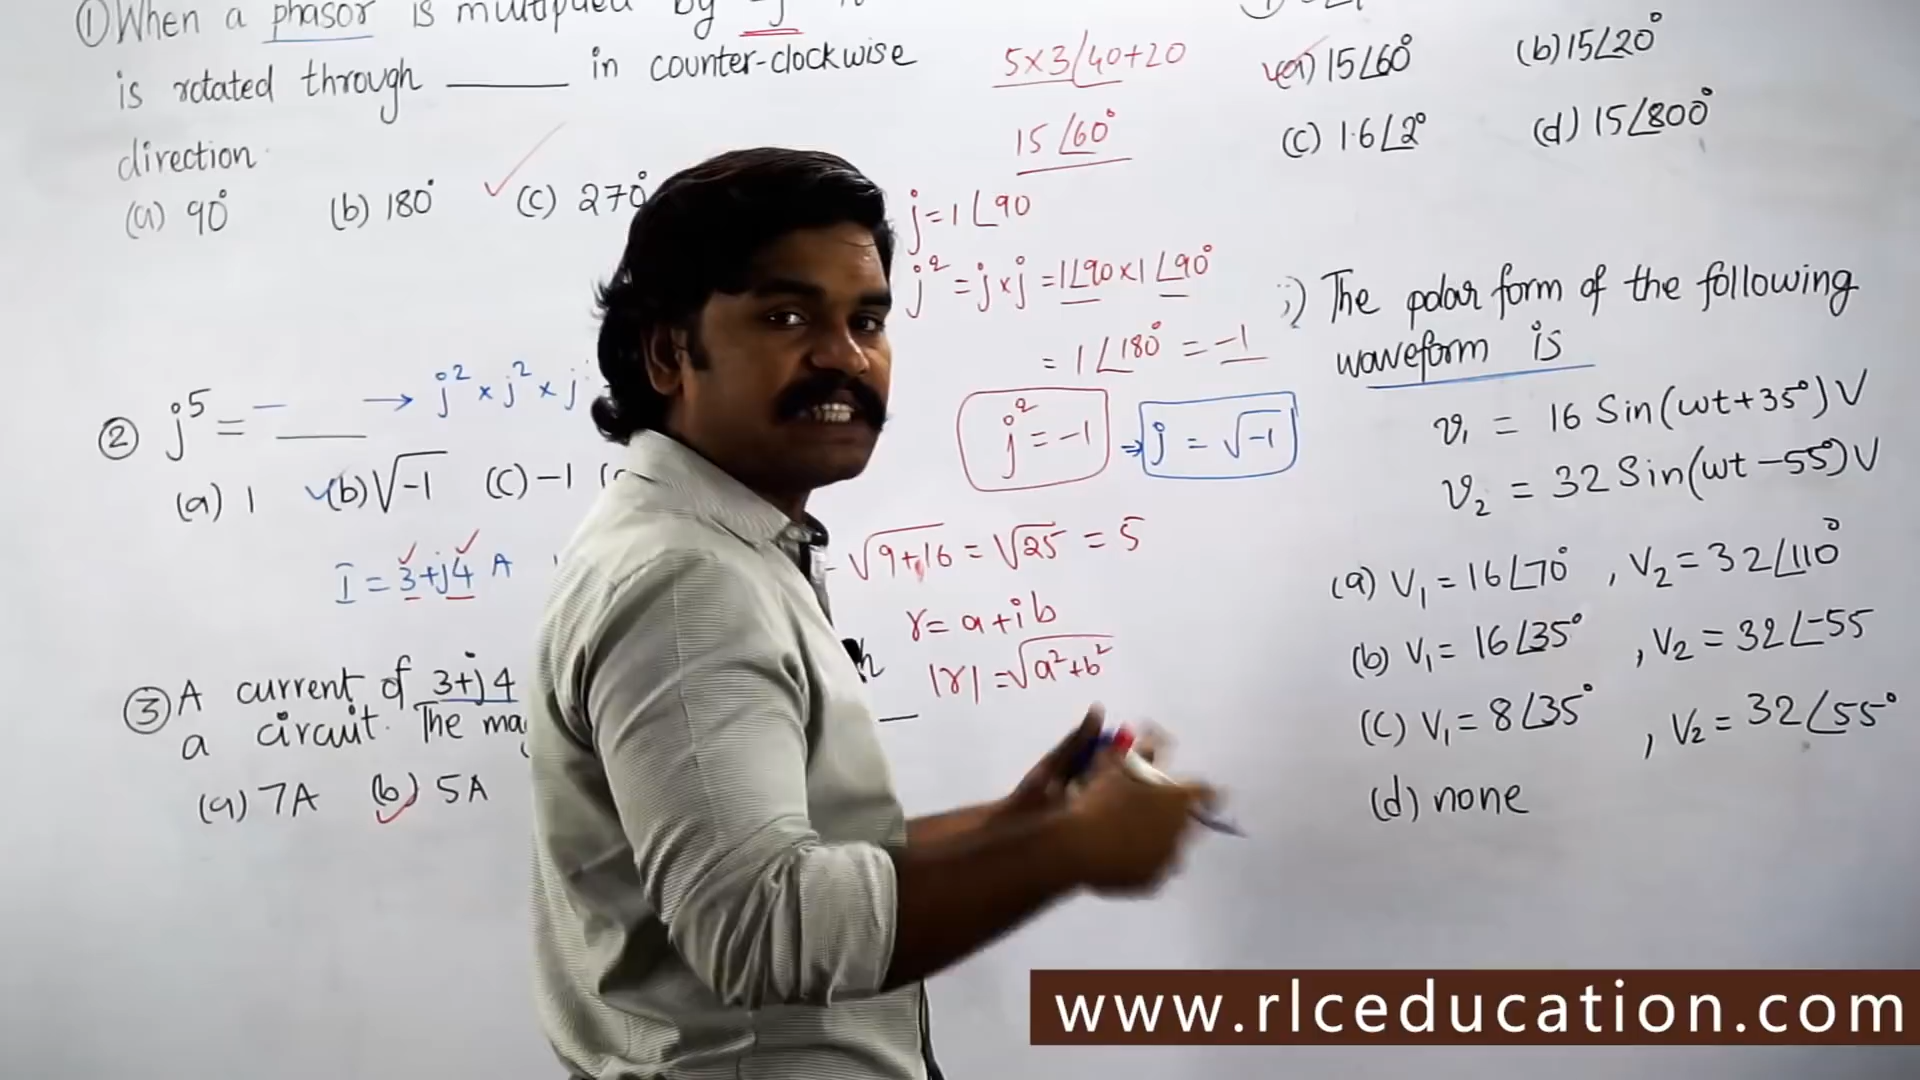 ① When a phasor is multiplied by -j it
is rotated through ______ in counter-clockwise
direction.
(a) 90° (b) 180° (c) 270°
② j⁵ = ______ → j² × j² × j
(a) 1 (b) √-1 (c) -1
I = 3+j4 A
③ A current of 3+j4
a circuit. The
(a) 7A (b) 5A
5×3∠40+20
15∠60°
j = 1∠90
j² = j×j = 1∠90×1∠90°
= 1∠180° = -1
j² = -1 → j = √-1
√9+16 = √25 = 5
r = a+ib
|r| = √a²+b²
(a) 15∠60° (b) 15∠20°
(c) 1.6∠2° (d) 15∠800°
ii) The polar form of the following
waveform is
v₁ = 16 Sin(wt+35°)V
v₂ = 32 Sin(wt-55°)V
(a) V₁ = 16∠70° , V₂ = 32∠110°
(b) V₁ = 16∠35° , V₂ = 32∠-55
(c) V₁ = 8∠35° , V₂ = 32∠55°
(d) none
www.rlceducation.com